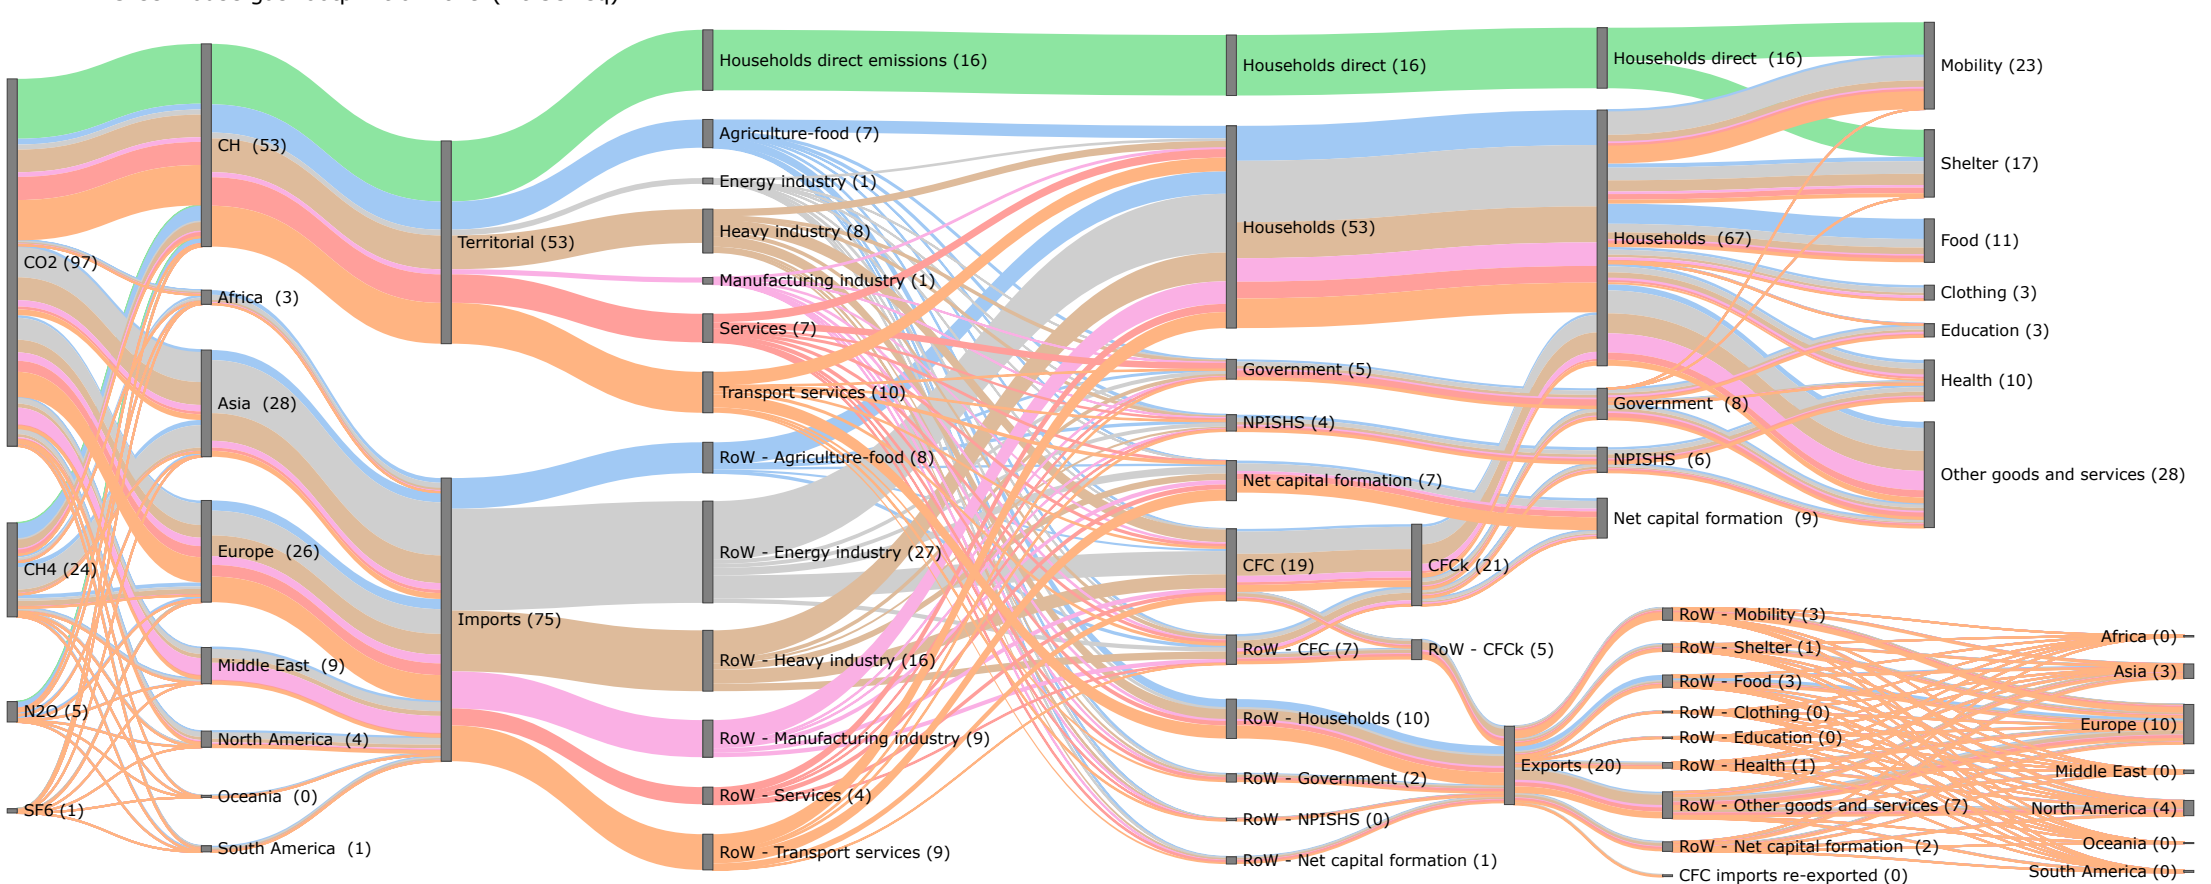 CO2 (97)
CH4 (24)
N2O (5)
SF6 (1)
CH (53)
Africa (3)
Asia (28)
Europe (26)
Middle East (9)
North America (4)
Oceania (0)
South America (1)
Territorial (53)
Imports (75)
Households direct emissions (16)
Agriculture-food (7)
Energy industry (1)
Heavy industry (8)
Manufacturing industry (1)
Services (7)
Transport services (10)
RoW - Agriculture-food (8)
RoW - Energy industry (27)
RoW - Heavy industry (16)
RoW - Manufacturing industry (9)
RoW - Services (4)
RoW - Transport services (9)
Households direct (16)
Households (53)
Government (5)
NPISHS (4)
Net capital formation (7)
CFC (19)
RoW - CFC (7)
RoW - Households (10)
RoW - Government (2)
RoW - NPISHS (0)
RoW - Net capital formation (1)
CFCk (21)
RoW - CFCk (5)
Exports (20)
Households direct (16)
Households (67)
Government (8)
NPISHS (6)
Net capital formation (9)
RoW - Mobility (3)
RoW - Shelter (1)
RoW - Food (3)
RoW - Clothing (0)
RoW - Education (0)
RoW - Health (1)
RoW - Other goods and services (7)
RoW - Net capital formation (2)
CFC imports re-exported (0)
Mobility (23)
Shelter (17)
Food (11)
Clothing (3)
Education (3)
Health (10)
Other goods and services (28)
Africa (0)
Asia (3)
Europe (10)
Middle East (0)
North America (4)
Oceania (0)
South America (0)